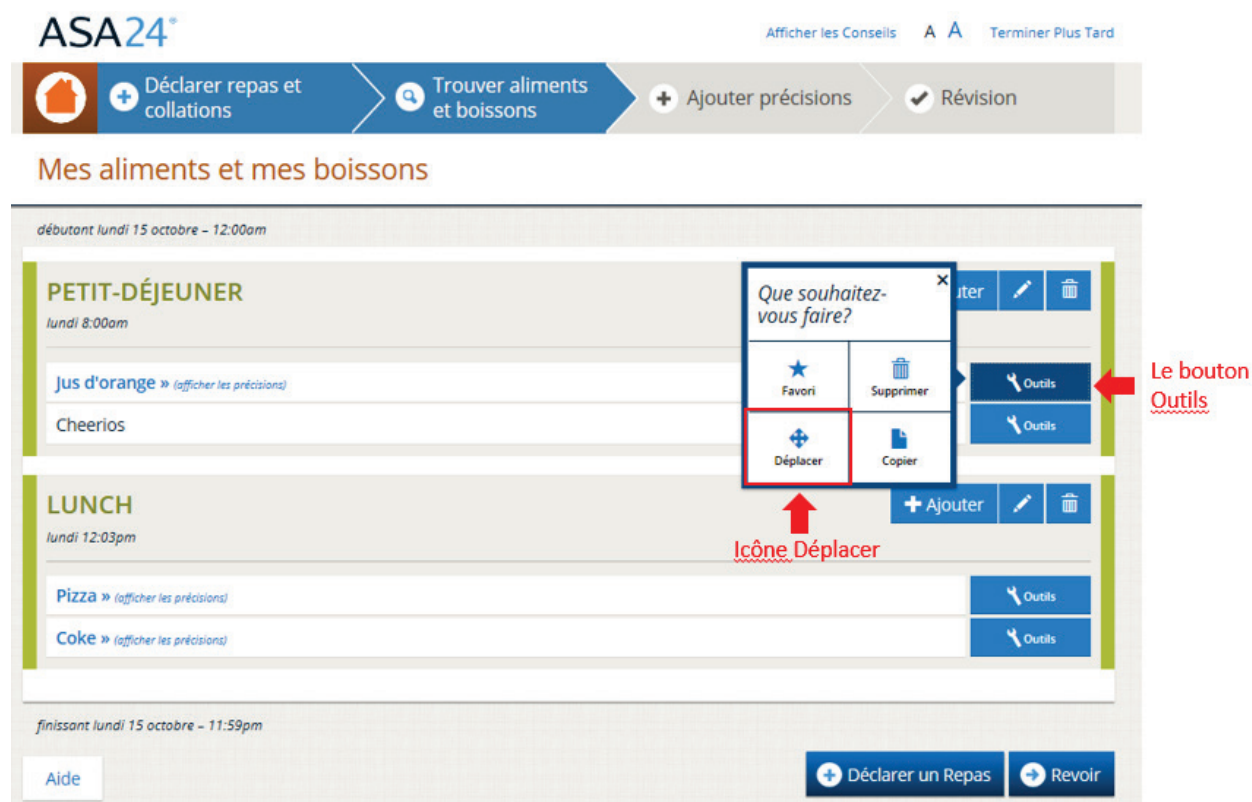 ASA24®
Afficher les Conseils A A Terminer Plus Tard
Déclarer repas et
collations
Trouver aliments
et boissons
Ajouter précisions
Révision
Mes aliments et mes boissons
débutant lundi 15 octobre – 12:00am
PETIT-DÉJEUNER
lundi 8:00am
Que souhaitez-
vous faire?
×
Favori
Supprimer
Déplacer
Copier
Jus d'orange » (afficher les précisions)
Outils
Cheerios
Outils
Le bouton
Outils
LUNCH
lundi 12:03pm
Ajouter
Icône Déplacer
Pizza » (afficher les précisions)
Outils
Coke » (afficher les précisions)
Outils
finissant lundi 15 octobre – 11:59pm
Aide
Déclarer un Repas
Revoir